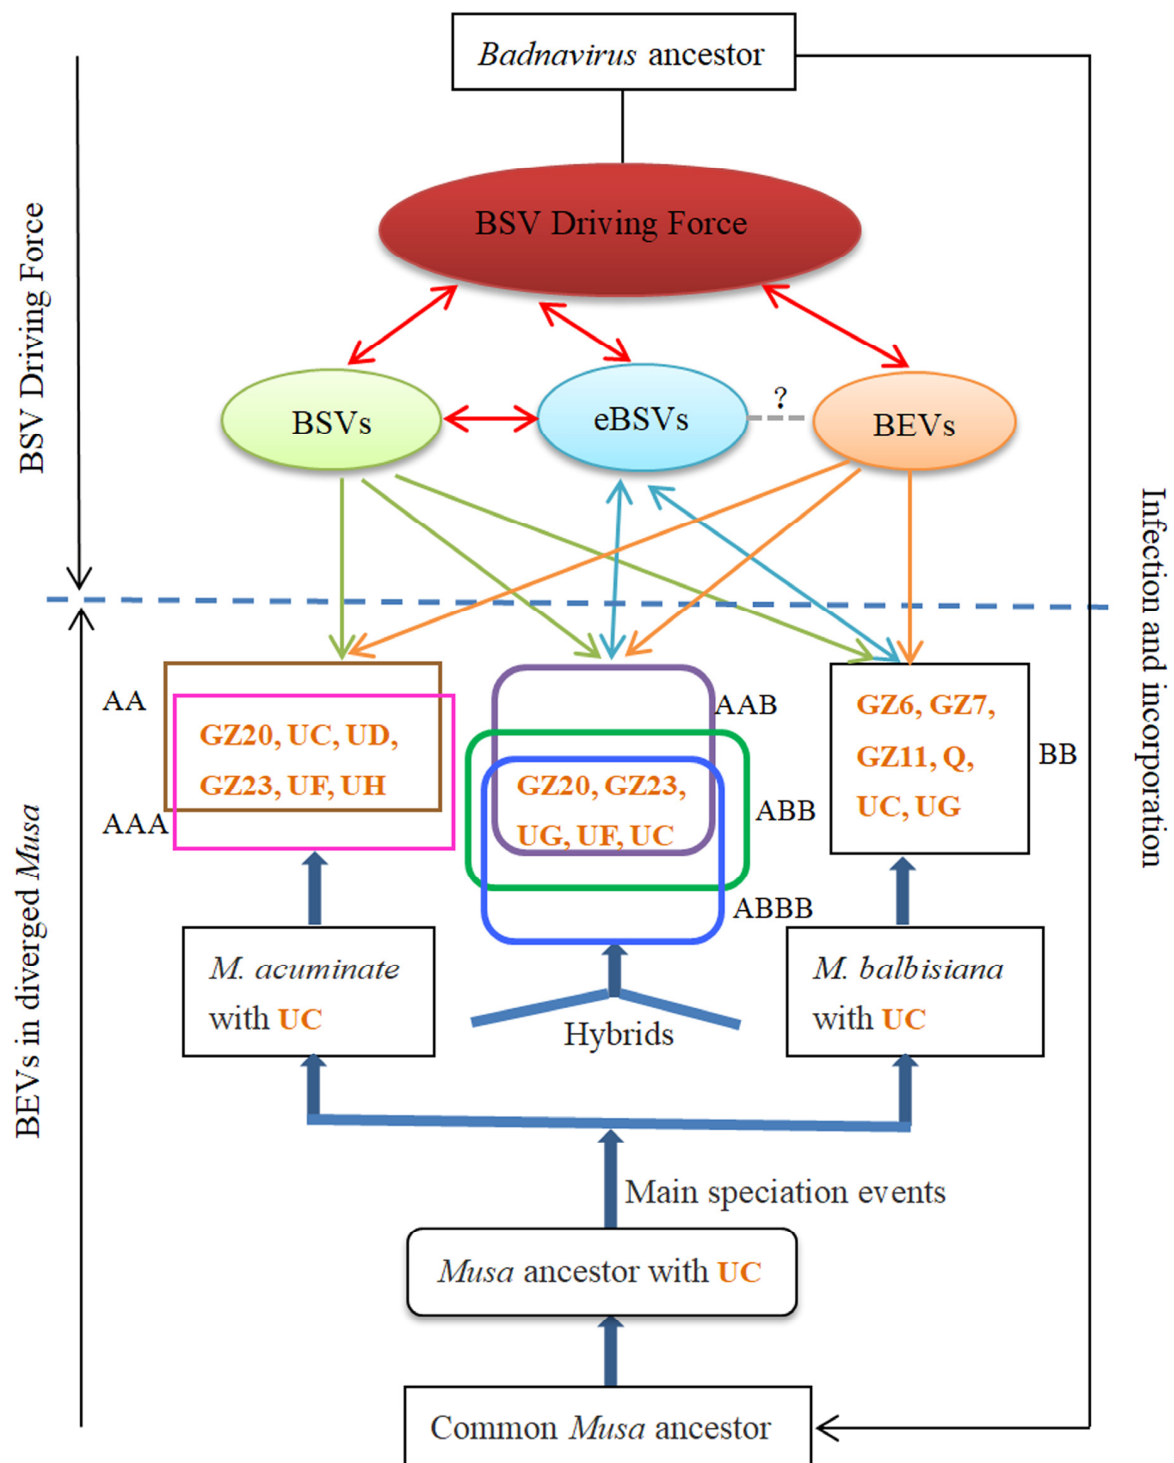 Badnavirus ancestor
BSV Driving Force
BSV Driving Force
BSVs
eBSVs
?
BEVs
Infection and incorporation
AA
GZ20, UC, UD,
GZ23, UF, UH
AAA
AAB
GZ20, GZ23,
UG, UF, UC
ABB
ABBB
GZ6, GZ7,
GZ11, Q,
UC, UG
BB
BEVs in diverged Musa
M. acuminate
with UC
Hybrids
M. balbisiana
with UC
Main speciation events
Musa ancestor with UC
Common Musa ancestor